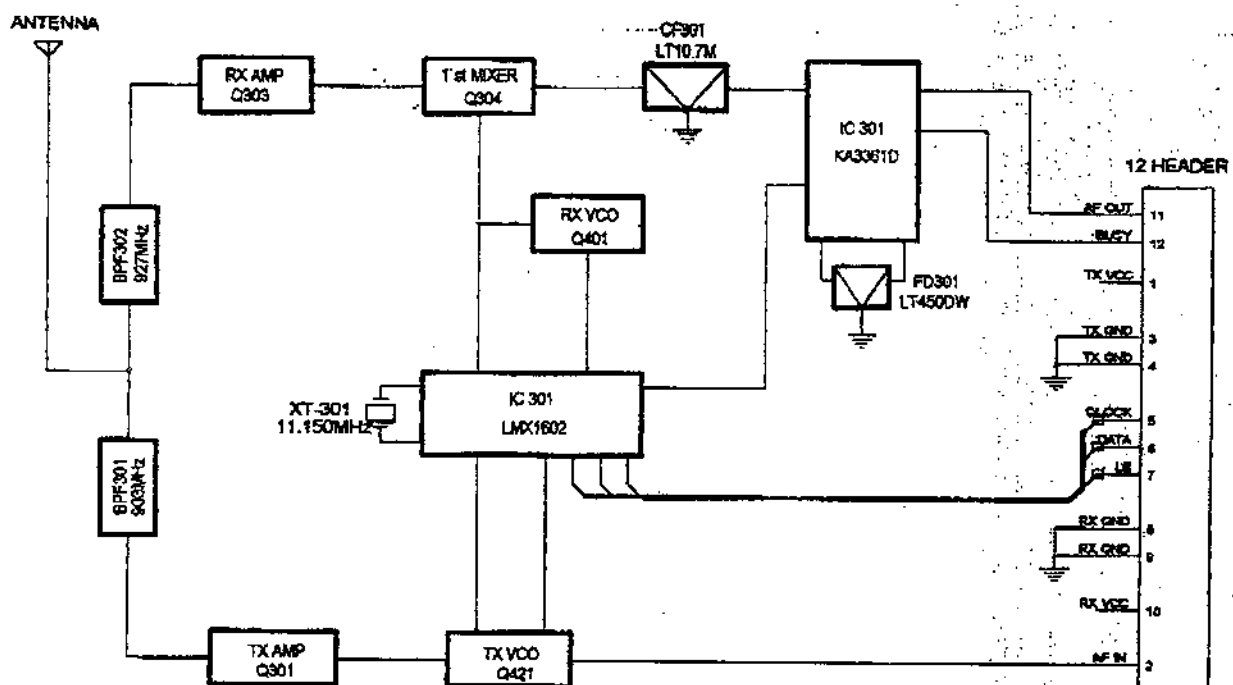 ANTENNA
RX AMP
Q303
1'st MIXER
Q304
CF301
LT10.7M
IC 301
KA3361D
12 HEADER
BPF302
927MHz
RX VCO
Q401
AF OUT
11
BUSY
12
TX VCC
1
FD301
LT450DW
TX GND
3
TX GND
4
XT-301
11.150MHz
IC 301
LMX1602
CLOCK
5
DATA
6
LE
7
BPF301
903MHz
RX GND
8
RX GND
9
RX VCC
10
TX AMP
Q301
TX VCO
Q421
AF IN
2